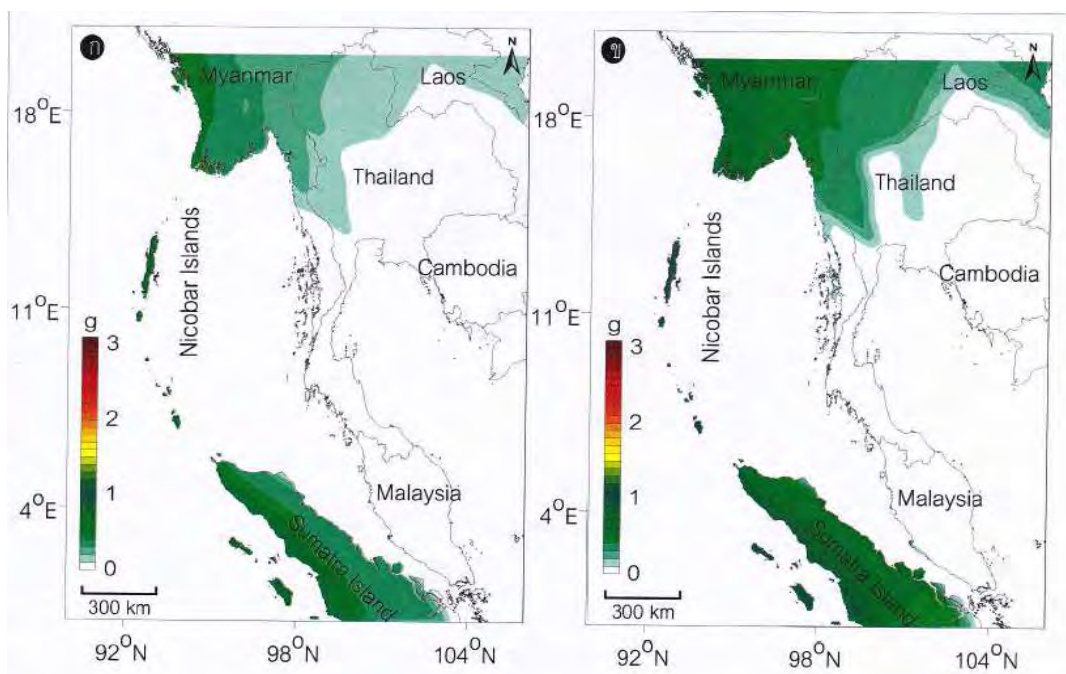 ก
N
Myanmar
Laos
18°E
Thailand
Nicobar Islands
Cambodia
11°E
g
3
2
1
Malaysia
4°E
Sumatra Island
0
300 km
92°N
98°N
104°N
ข
N
Myanmar
Laos
18°E
Thailand
Nicobar Islands
Cambodia
11°E
g
3
2
1
Malaysia
4°E
Sumatra Island
0
300 km
92°N
98°N
104°N